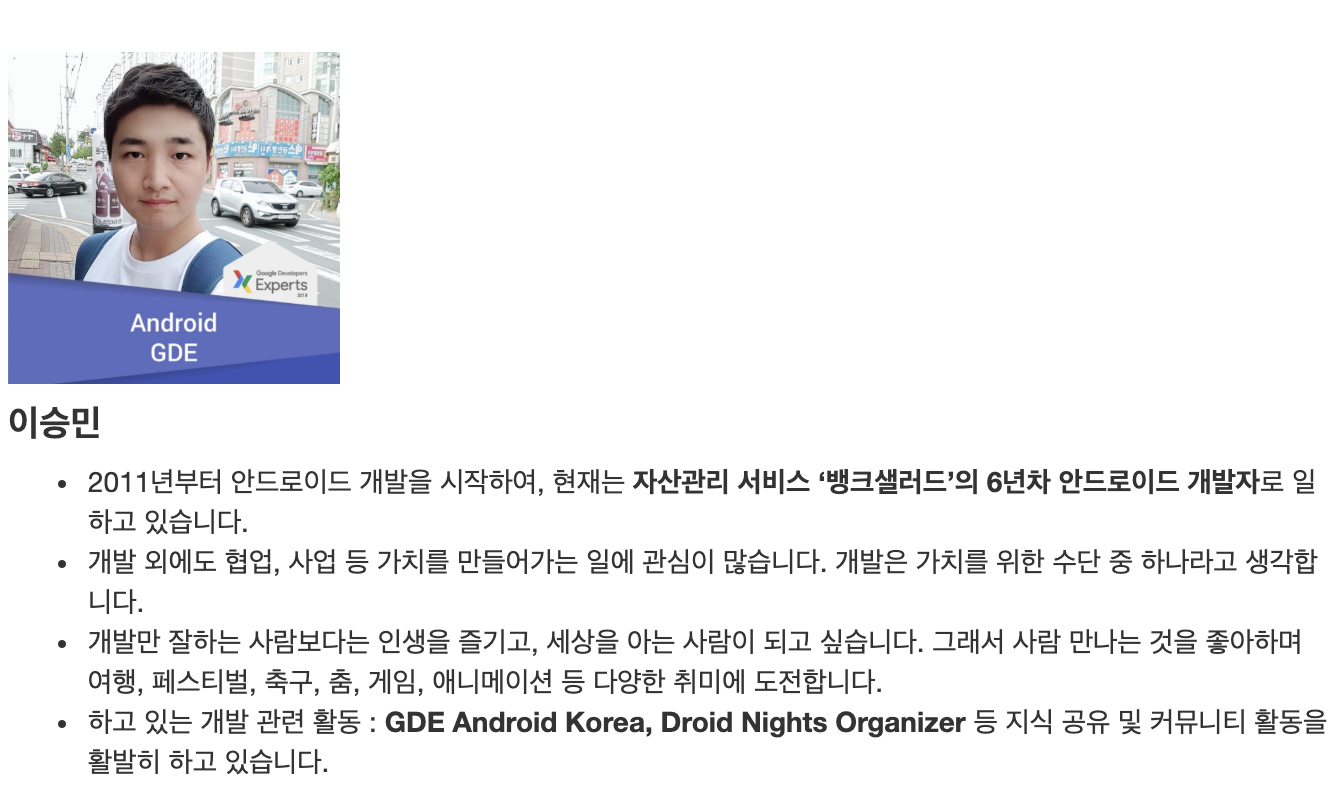 Google Developers
Experts
2018
Android
GDE
이승민
2011년부터 안드로이드 개발을 시작하여, 현재는 자산관리 서비스 ‘뱅크샐러드’의 6년차 안드로이드 개발자로 일
하고 있습니다.
개발 외에도 협업, 사업 등 가치를 만들어가는 일에 관심이 많습니다. 개발은 가치를 위한 수단 중 하나라고 생각합
니다.
개발만 잘하는 사람보다는 인생을 즐기고, 세상을 아는 사람이 되고 싶습니다. 그래서 사람 만나는 것을 좋아하며
여행, 페스티벌, 축구, 춤, 게임, 애니메이션 등 다양한 취미에 도전합니다.
하고 있는 개발 관련 활동 : GDE Android Korea, Droid Nights Organizer 등 지식 공유 및 커뮤니티 활동을
활발히 하고 있습니다.